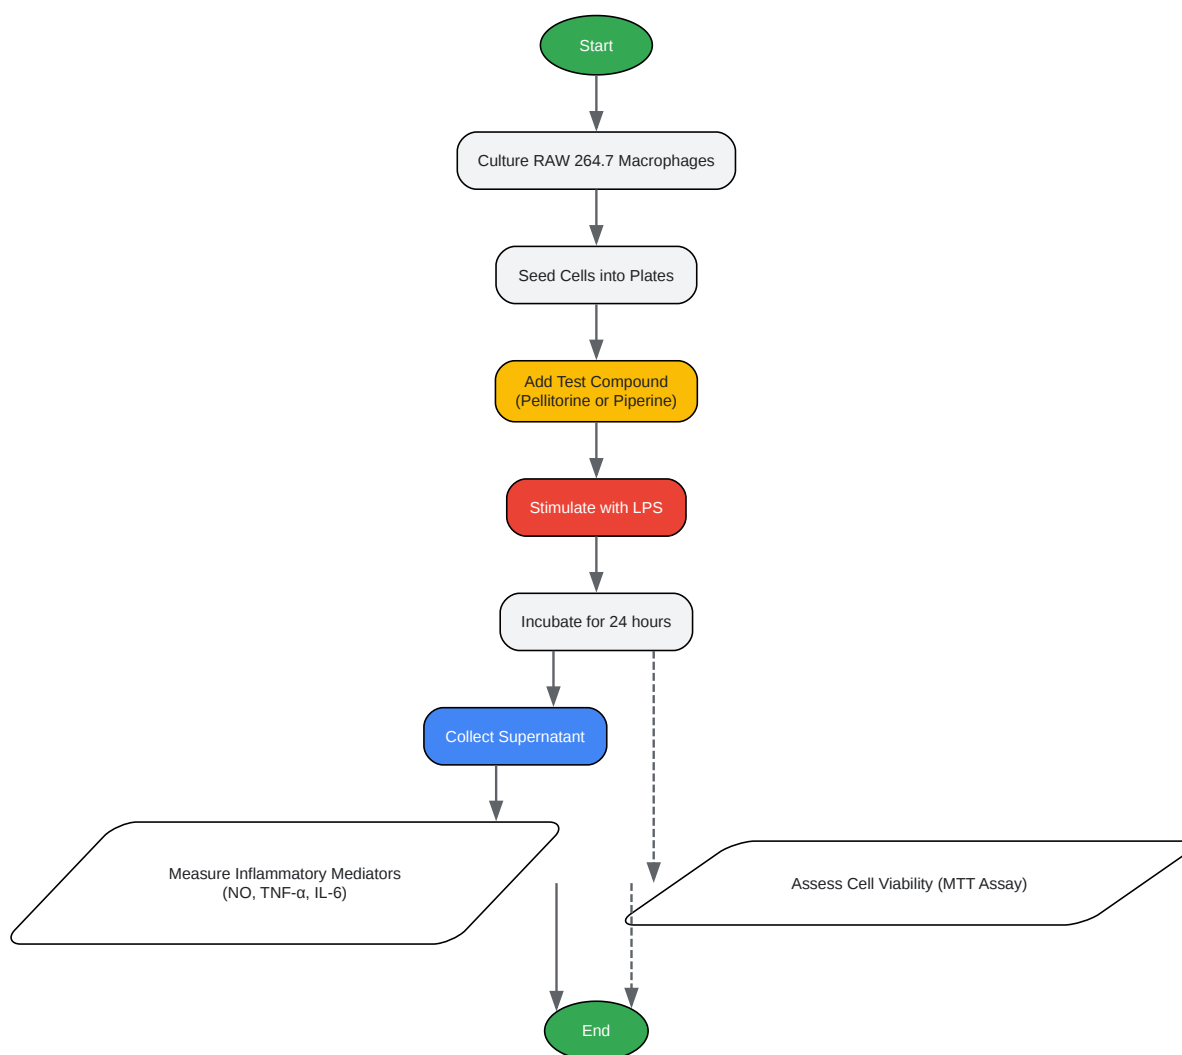 Start
Culture RAW 264.7 Macrophages
Seed Cells into Plates
Add Test Compound
(Pellitorine or Piperine)
Stimulate with LPS
Incubate for 24 hours
Collect Supernatant
Measure Inflammatory Mediators
(NO, TNF-α, IL-6)
Assess Cell Viability (MTT Assay)
End